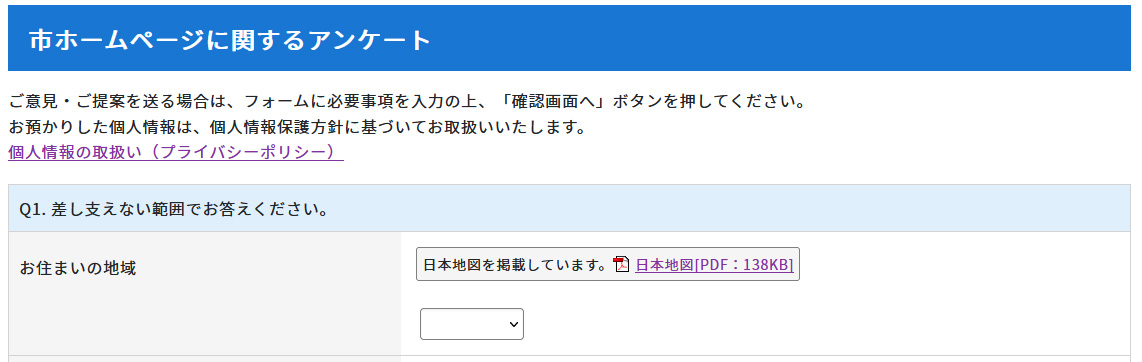 市ホームページに関するアンケート
ご意見・ご提案を送る場合は、フォームに必要事項を入力の上、「確認画面へ」ボタンを押してください。
お預かりした個人情報は、個人情報保護方針に基づいてお取扱いいたします。
個人情報の取扱い（プライバシーポリシー）
Q1. 差し支えない範囲でお答えください。
お住まいの地域
日本地図を掲載しています。 日本地図[PDF：138KB]